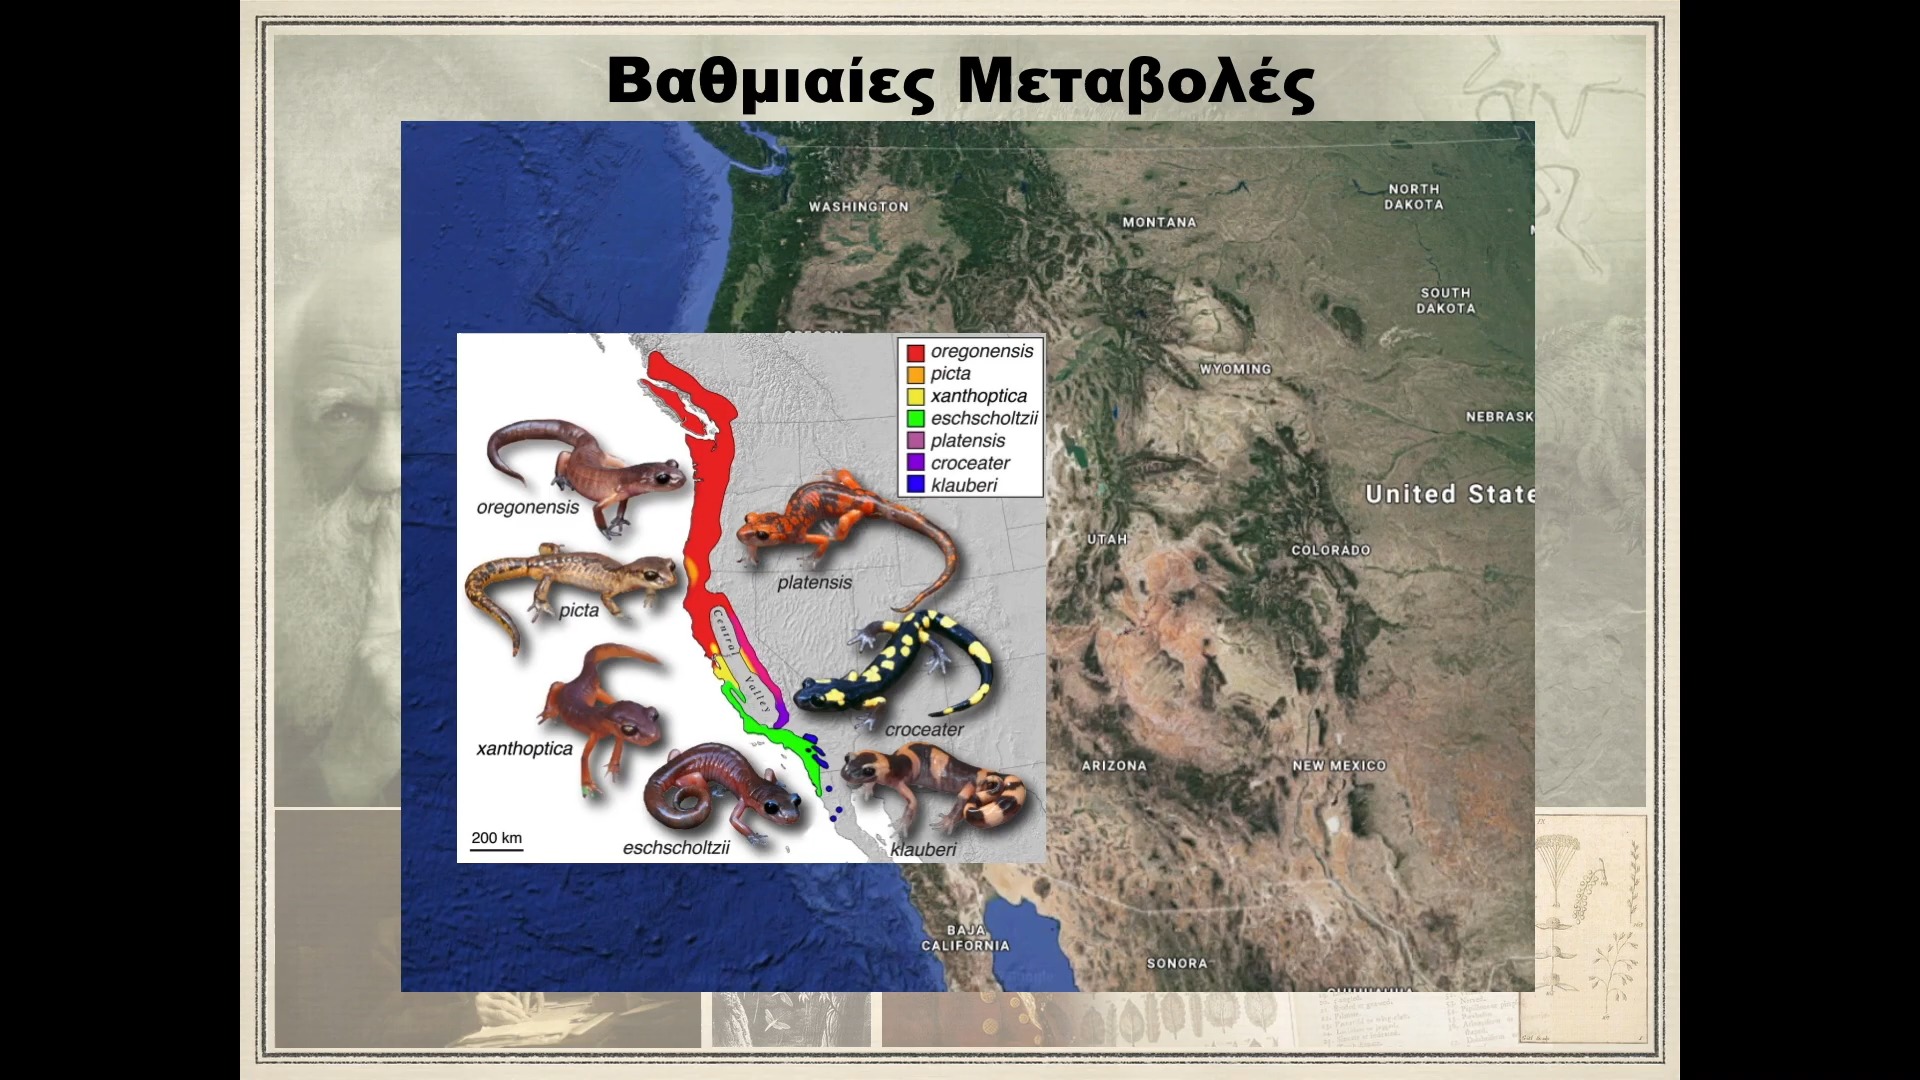 Βαθμιαίες Μεταβολές
WASHINGTON
MONTANA
NORTH
DAKOTA
SOUTH
DAKOTA
WYOMING
NEBRASK
United State
UTAH
COLORADO
ARIZONA
NEW MEXICO
BAJA
CALIFORNIA
SONORA
oregonensis
picta
xanthoptica
eschscholtzii
platensis
croceater
klauberi
oregonensis
picta
xanthoptica
eschscholtzii
platensis
croceater
klauberi
Central
Valley
200 km